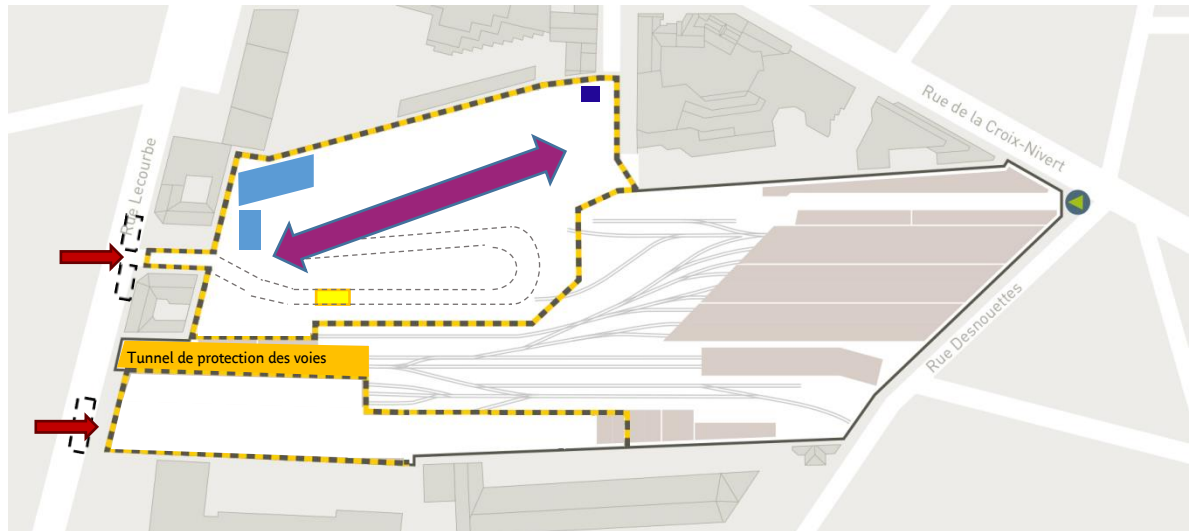 Rue de la Croix-Nivert
Rue Lecourbe
Rue Desnouettes
Tunnel de protection des voies